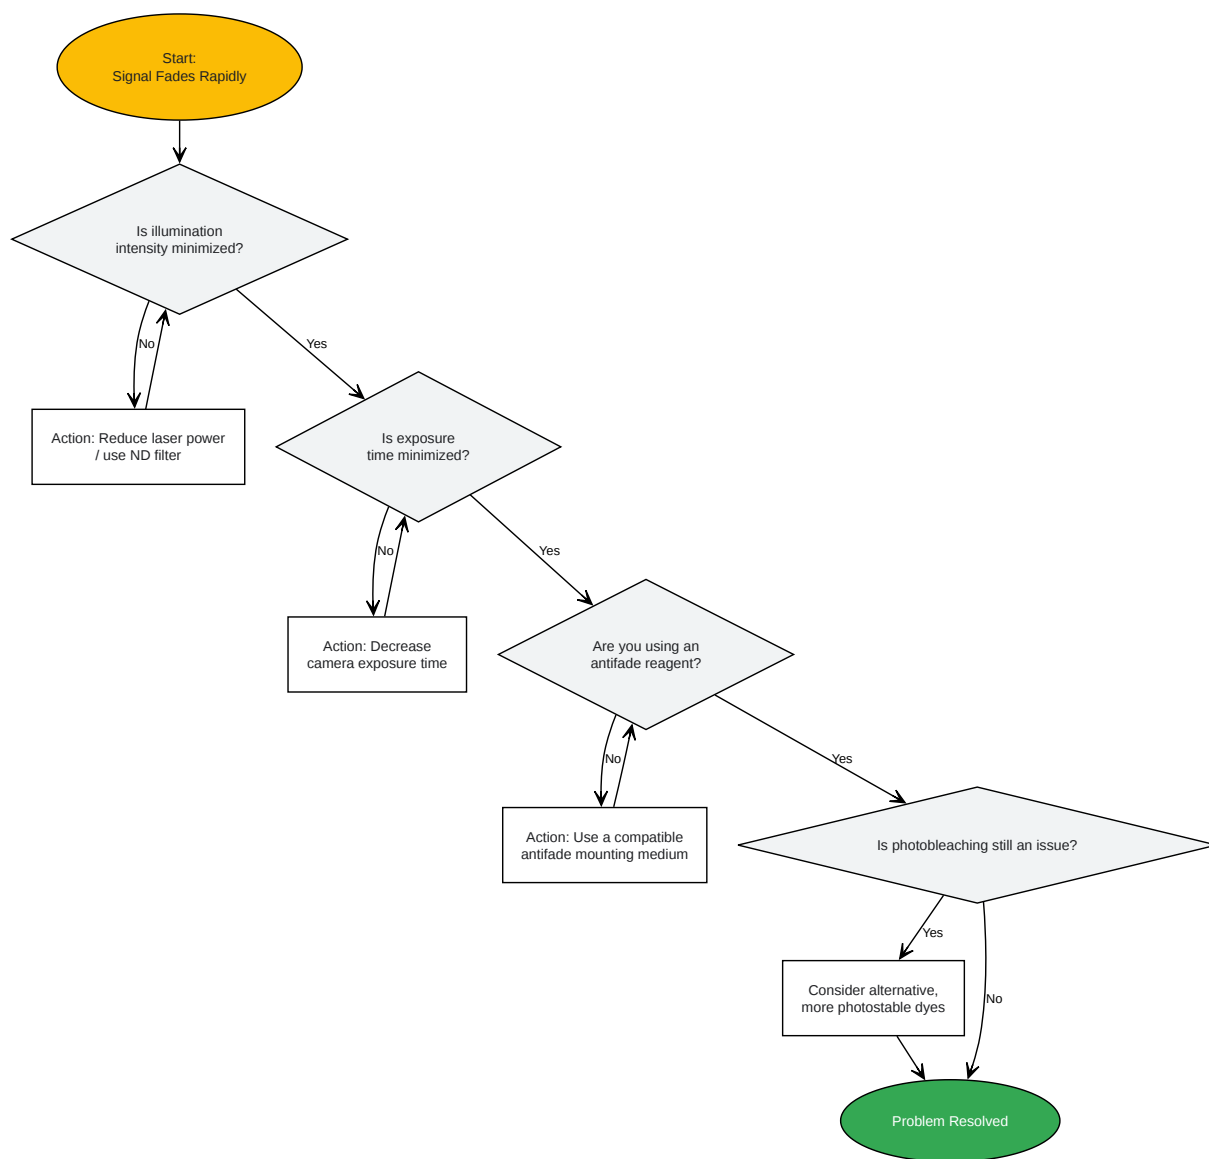 Start:
Signal Fades Rapidly
Is illumination
intensity minimized?
No
Yes
Action: Reduce laser power
/ use ND filter
Is exposure
time minimized?
No
Yes
Action: Decrease
camera exposure time
Are you using an
antifade reagent?
No
Yes
Action: Use a compatible
antifade mounting medium
Is photobleaching still an issue?
Yes
Consider alternative,
more photostable dyes
No
Problem Resolved